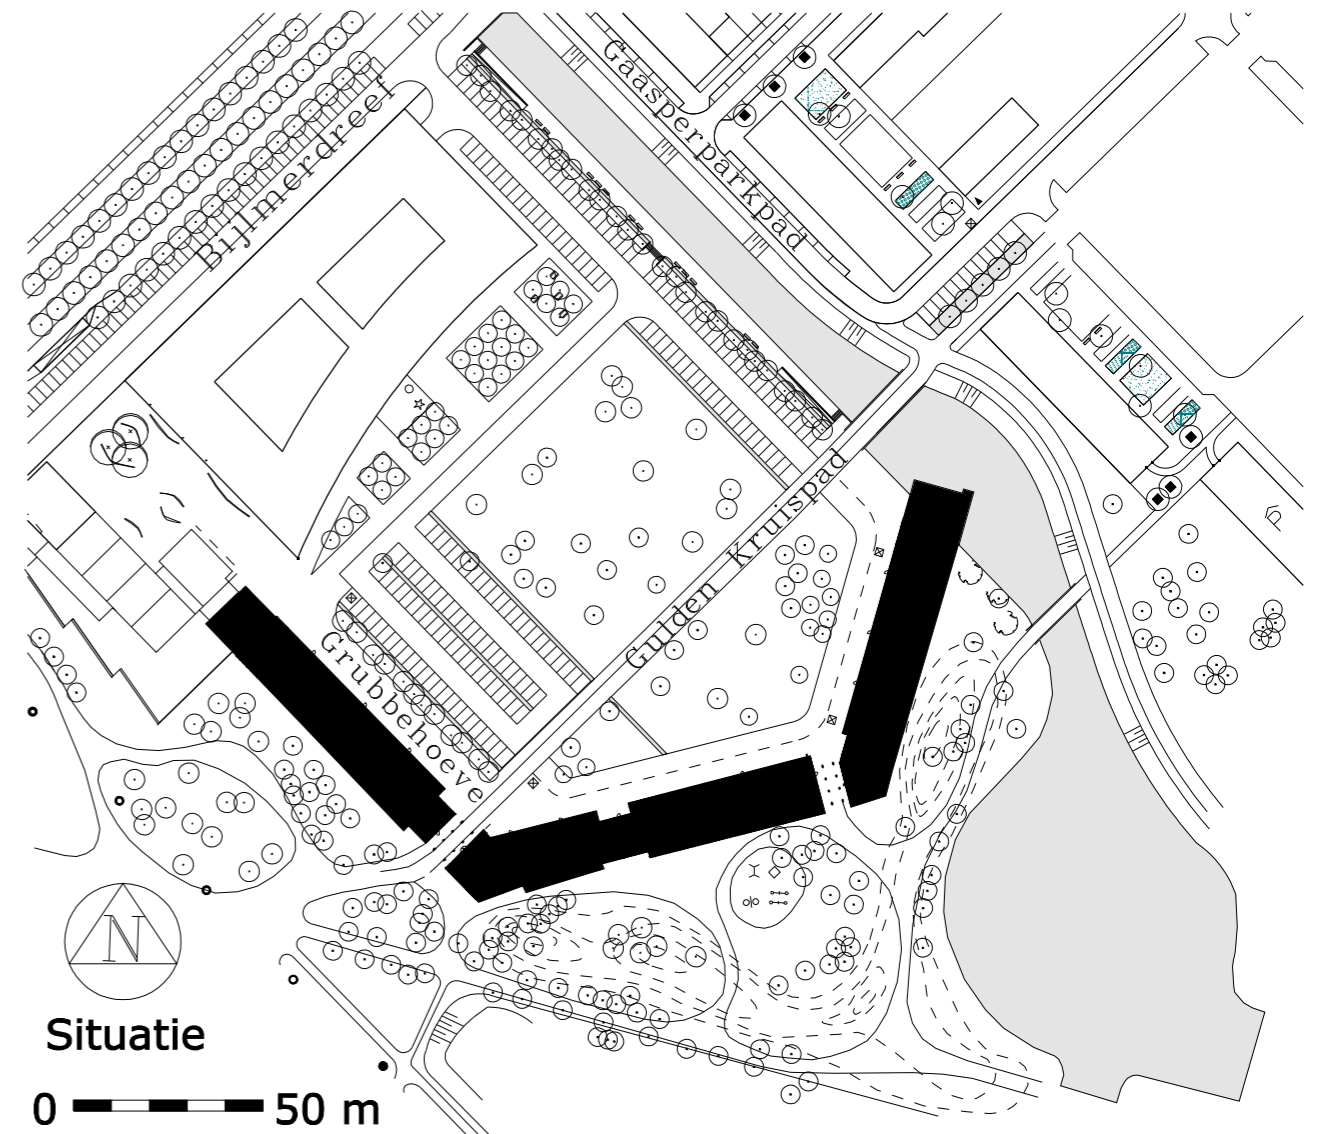 Gaasperparkpad
Bijlmerdreef
Gulden Kruispad
Grubbehoeve
N
Situatie
0 50 m